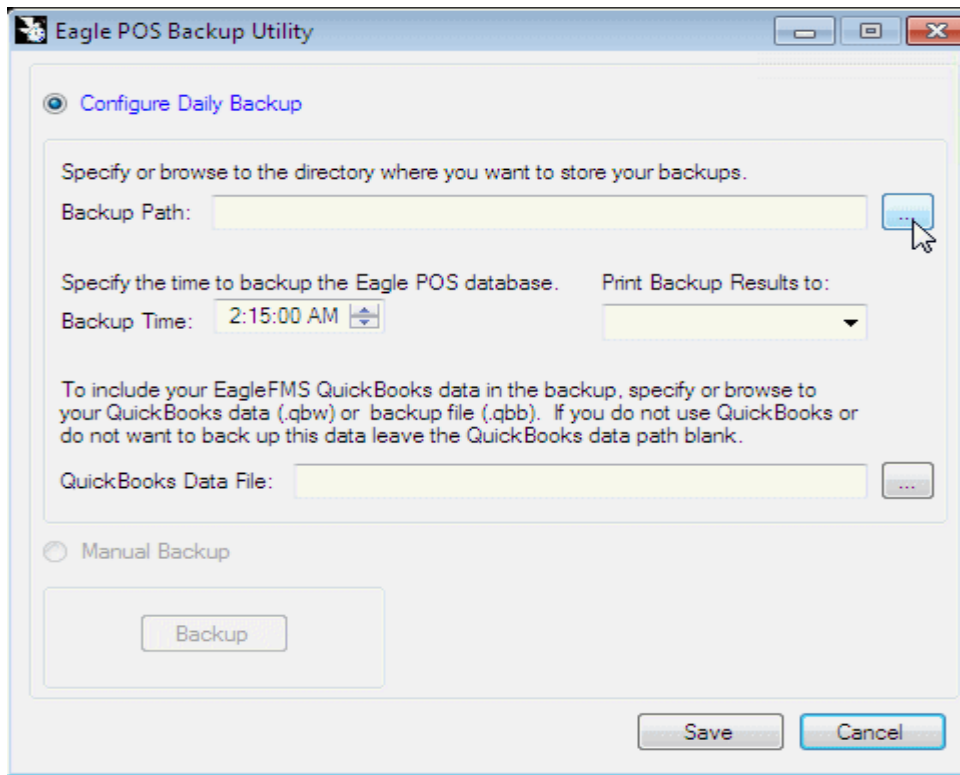 Eagle POS Backup Utility
Configure Daily Backup
Specify or browse to the directory where you want to store your backups.
Backup Path:
...
Specify the time to backup the Eagle POS database.
Print Backup Results to:
Backup Time:
2:15:00 AM
To include your EagleFMS QuickBooks data in the backup, specify or browse to
your QuickBooks data (.qbw) or backup file (.qbb). If you do not use QuickBooks or
do not want to back up this data leave the QuickBooks data path blank.
QuickBooks Data File:
...
Manual Backup
Backup
Save
Cancel